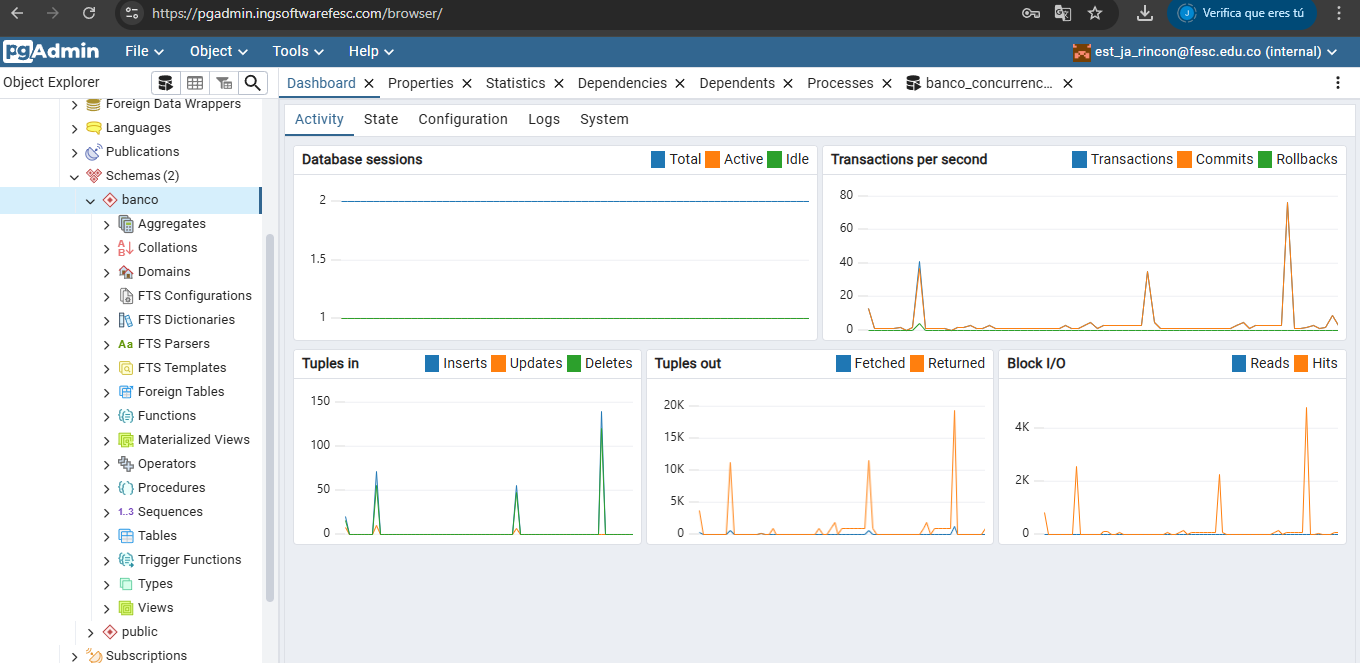 https://pgadmin.ingsoftwarefesc.com/browser/
Verifica que eres tú
pgAdmin File Object Tools Help est_ja_rincon@fesc.edu.co (internal)
Object Explorer
Dashboard Properties Statistics Dependencies Dependents Processes banco_concurrenc...
Foreign Data Wrappers
Languages
Publications
Schemas (2)
banco
Aggregates
Collations
Domains
FTS Configurations
FTS Dictionaries
Aa FTS Parsers
FTS Templates
Foreign Tables
Functions
Materialized Views
Operators
Procedures
1..3 Sequences
Tables
Trigger Functions
Types
Views
public
Subscriptions
Activity State Configuration Logs System
Database sessions Total Active Idle
2
1.5
1
Transactions per second Transactions Commits Rollbacks
80
60
40
20
0
Tuples in Inserts Updates Deletes
150
100
50
0
Tuples out Fetched Returned
20K
15K
10K
5K
0
Block I/O Reads Hits
4K
2K
0